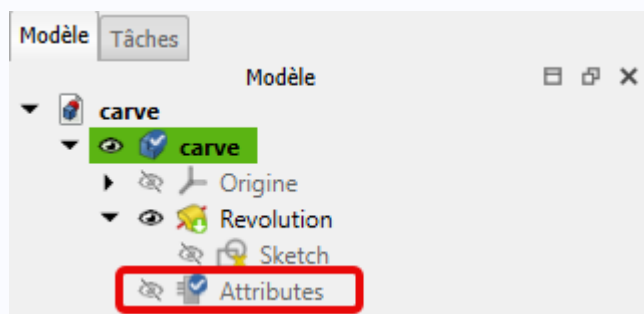 Modèle Tâches
Modèle
carve
carve
Origine
Revolution
Sketch
Attributes